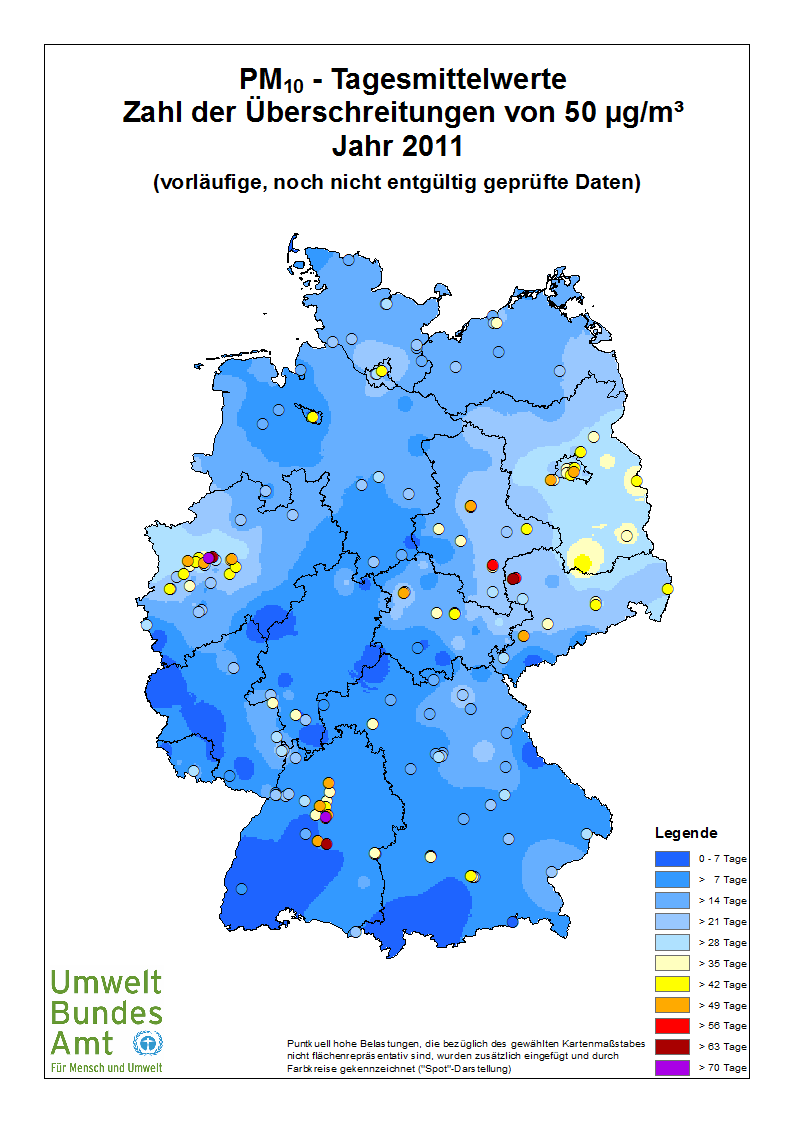 PM₁₀ - Tagesmittelwerte
Zahl der Überschreitungen von 50 µg/m³
Jahr 2011
(vorläufige, noch nicht entgültig geprüfte Daten)
Legende
0 - 7 Tage
> 7 Tage
> 14 Tage
> 21 Tage
> 28 Tage
> 35 Tage
> 42 Tage
> 49 Tage
> 56 Tage
> 63 Tage
> 70 Tage
Umwelt
Bundes
Amt
Für Mensch und Umwelt
Puntkuell hohe Belastungen, die bezüglich des gewählten Kartenmaßstabes
nicht flächenrepräsentativ sind, wurden zusätzlich eingefügt und durch
Farbkreise gekennzeichnet ("Spot"-Darstellung)